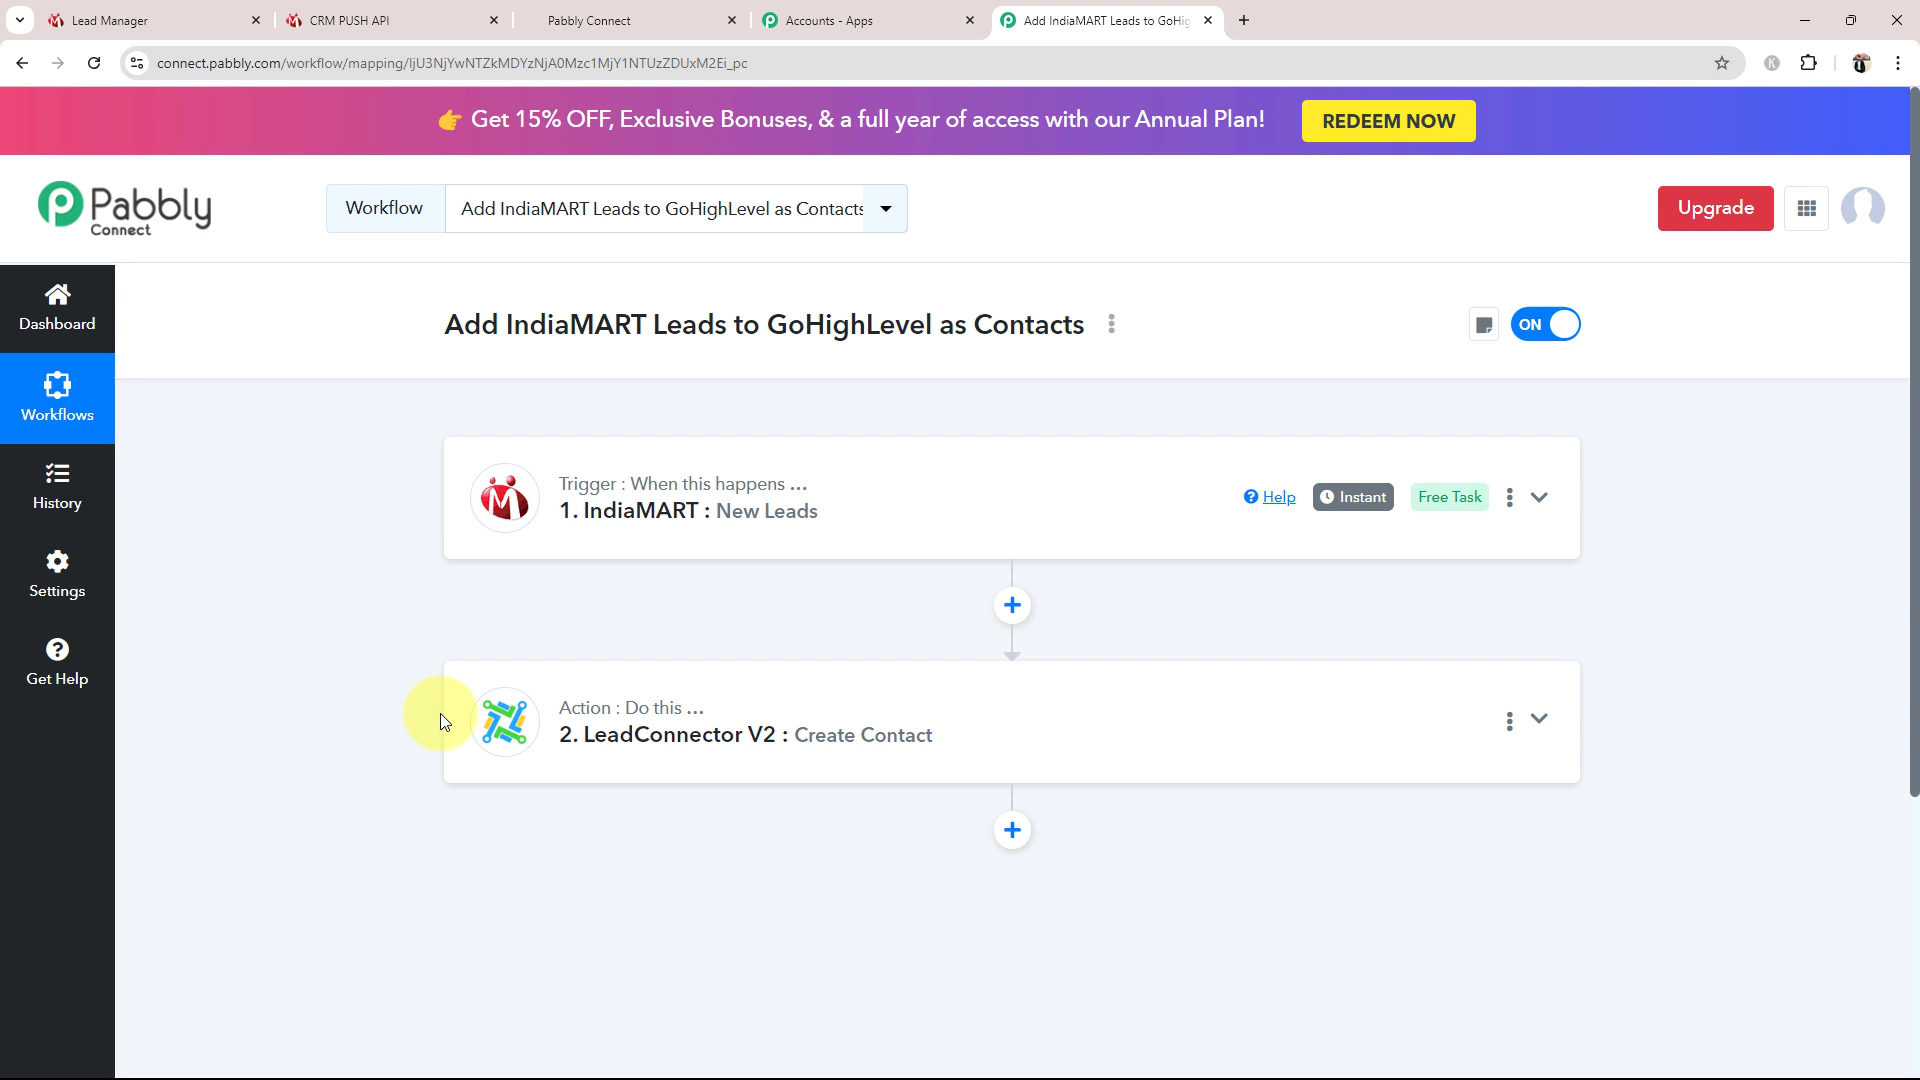 Lead Manager
CRM PUSH API
Pabbly Connect
Accounts - Apps
Add IndiaMART Leads to GoHig
connect.pabbly.com/workflow/mapping/IjU3NjYwNTZkMDYzNjA0Mzc1MjY1NTUzZDUxM2Ei_pc
K
👉 Get 15% OFF, Exclusive Bonuses, & a full year of access with our Annual Plan!
REDEEM NOW
Pabbly
Connect
Workflow
Add IndiaMART Leads to GoHighLevel as Contacts
Upgrade
Dashboard
Workflows
History
Settings
Get Help
Add IndiaMART Leads to GoHighLevel as Contacts
ON
Trigger : When this happens ...
1. IndiaMART : New Leads
Help
Instant
Free Task
Action : Do this ...
2. LeadConnector V2 : Create Contact